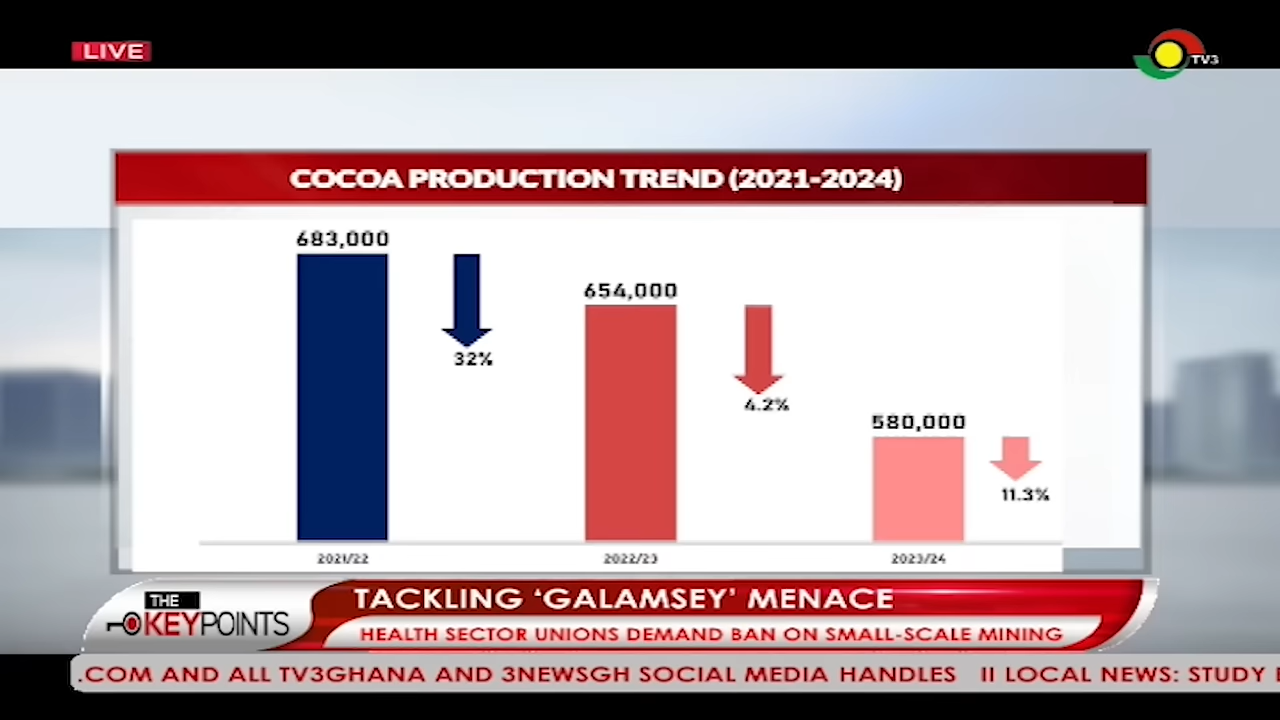 LIVE
TV3
COCOA PRODUCTION TREND (2021-2024)
683,000
32%
654,000
4.2%
580,000
11.3%
2021/22
2022/23
2023/24
THE
KEYPOINTS
TACKLING ‘GALAMSEY’ MENACE
HEALTH SECTOR UNIONS DEMAND BAN ON SMALL-SCALE MINING
.COM AND ALL TV3GHANA AND 3NEWSGH SOCIAL MEDIA HANDLES II LOCAL NEWS: STUDY